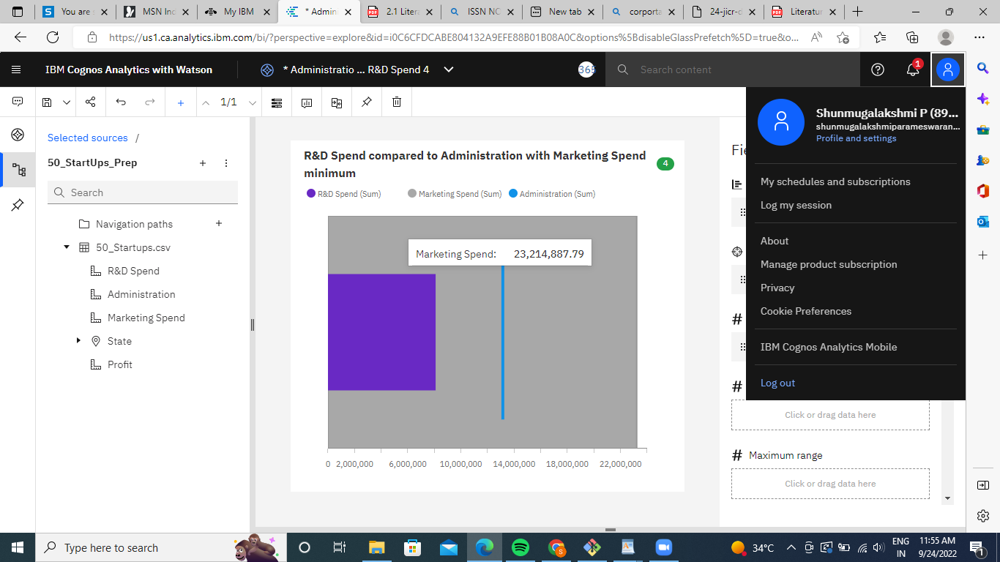 You are s
MSN Ind
My IBM
* Admin
2.1 Litera
ISSN NO
New tab
corporta
24-jicr-d
Literatur
https://us1.ca.analytics.ibm.com/bi/?perspective=explore&id=i0C6CFDCABE804132A9EFE88B01B08A0C&options%5BdisableGlassPrefetch%5D=true&o...
IBM Cognos Analytics with Watson
* Administratio ... R&D Spend 4
365
Search content
1
1/1
Shunmugalakshmi P (89...
shunmugalakshmiparameswaran...
Profile and settings
My schedules and subscriptions
Log my session
About
Manage product subscription
Privacy
Cookie Preferences
IBM Cognos Analytics Mobile
Log out
Selected sources /
50_StartUps_Prep
Search
Navigation paths
50_Startups.csv
R&D Spend
Administration
Marketing Spend
State
Profit
R&D Spend compared to Administration with Marketing Spend
minimum
4
R&D Spend (Sum) Marketing Spend (Sum) Administration (Sum)
Marketing Spend: 23,214,887.79
0 2,000,000 6,000,000 10,000,000 14,000,000 18,000,000 22,000,000
Fie
Click or drag data here
# Maximum range
Click or drag data here
Type here to search
34°C
ENG
IN
11:55 AM
9/24/2022
1